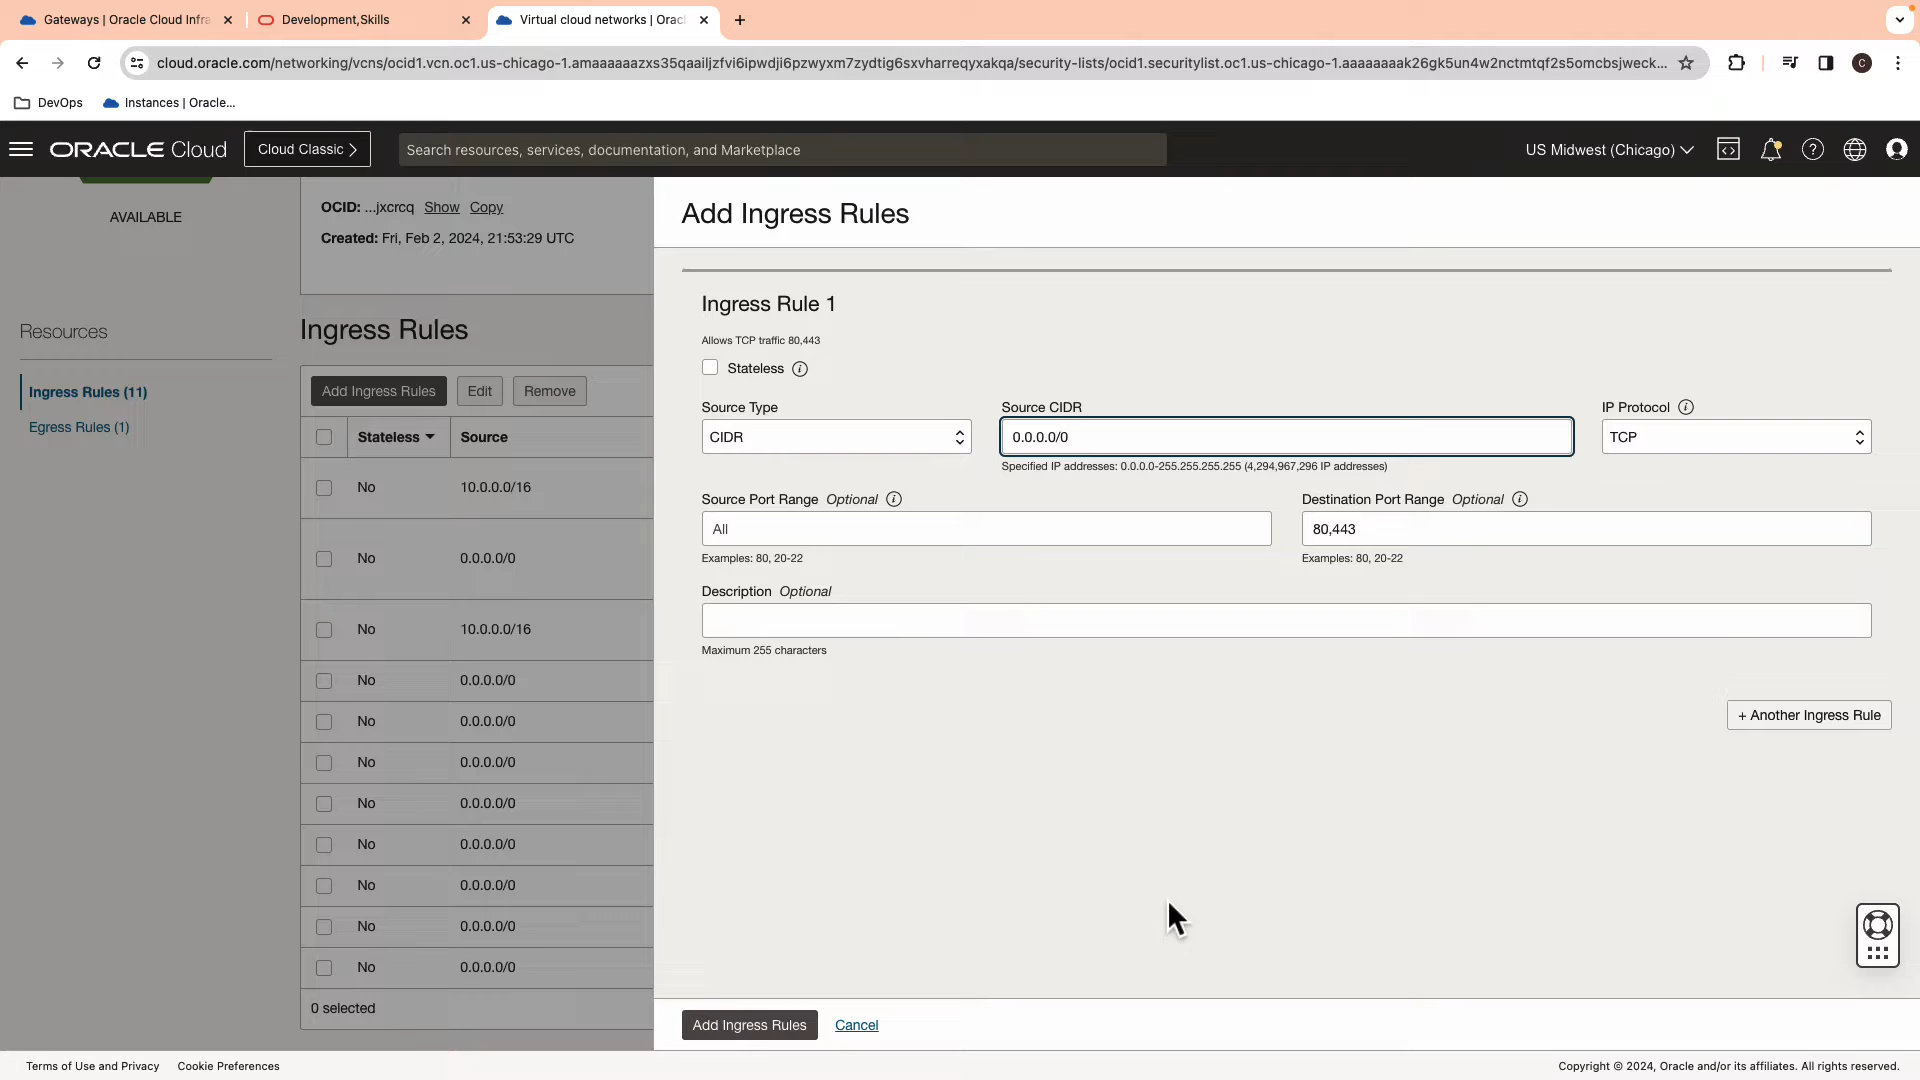 Gateways | Oracle Cloud Infra
Development,Skills
Virtual cloud networks | Orac
cloud.oracle.com/networking/vcns/ocid1.vcn.oc1.us-chicago-1.amaaaaaazxs35qaailjzfvi6ipwdji6pzwyxm7zydtig6sxvharreqyxakqa/security-lists/ocid1.securitylist.oc1.us-chicago-1.aaaaaaaak26gk5un4w2nctmtqf2s5omcbsjweck...
C
DevOps
Instances | Oracle...
ORACLE Cloud
Cloud Classic
Search resources, services, documentation, and Marketplace
US Midwest (Chicago)
AVAILABLE
OCID: ...jxcrcq Show Copy
Created: Fri, Feb 2, 2024, 21:53:29 UTC
Resources
Ingress Rules (11)
Egress Rules (1)
Ingress Rules
Add Ingress Rules
Edit
Remove
Stateless
Source
No 10.0.0.0/16
No 0.0.0.0/0
No 10.0.0.0/16
No 0.0.0.0/0
No 0.0.0.0/0
No 0.0.0.0/0
No 0.0.0.0/0
No 0.0.0.0/0
No 0.0.0.0/0
No 0.0.0.0/0
No 0.0.0.0/0
0 selected
Add Ingress Rules
Ingress Rule 1
Allows TCP traffic 80,443
Stateless
Source Type
CIDR
Source CIDR
0.0.0.0/0
Specified IP addresses: 0.0.0.0-255.255.255.255 (4,294,967,296 IP addresses)
IP Protocol
TCP
Source Port Range Optional
All
Examples: 80, 20-22
Destination Port Range Optional
80,443
Examples: 80, 20-22
Description Optional
Maximum 255 characters
+ Another Ingress Rule
Add Ingress Rules
Cancel
Terms of Use and Privacy
Cookie Preferences
Copyright © 2024, Oracle and/or its affiliates. All rights reserved.